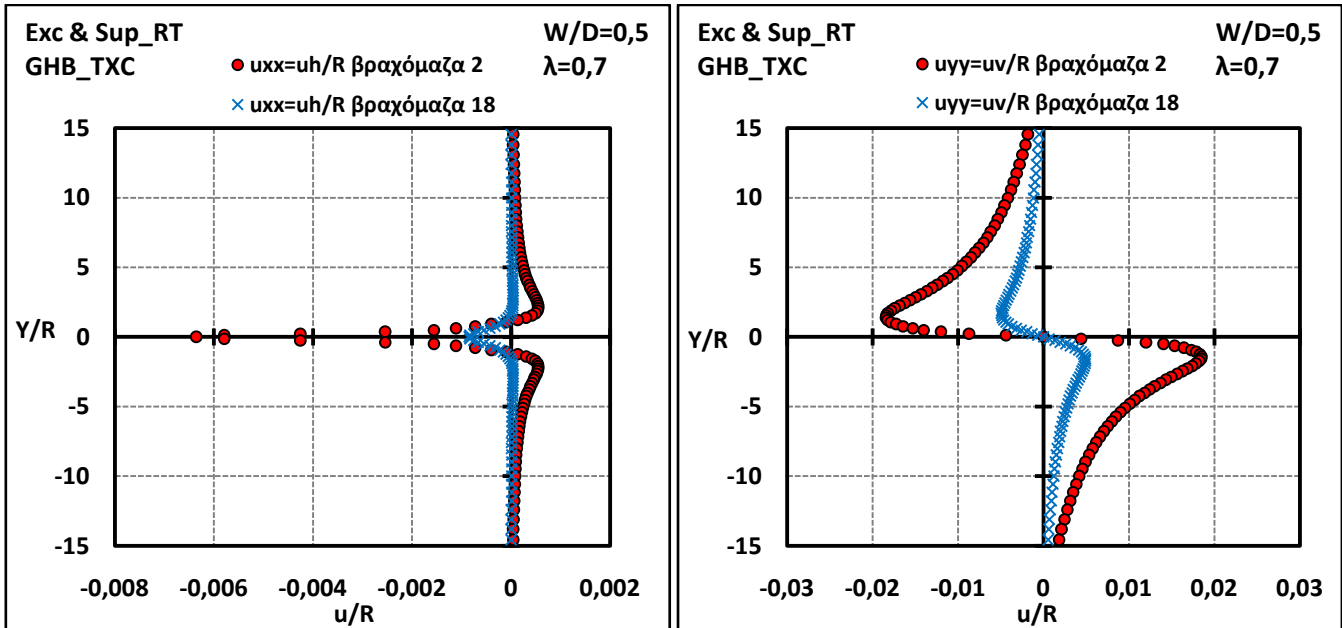 Exc & Sup_RT W/D=0,5
GHB_TXC uxx=uh/R βραχόμαζα 2 λ=0,7
uxx=uh/R βραχόμαζα 18
15
10
5
Y/R 0
-5
-10
-15
-0,008 -0,006 -0,004 -0,002 0 0,002
u/R
Exc & Sup_RT W/D=0,5
GHB_TXC uyy=uv/R βραχόμαζα 2 λ=0,7
uyy=uv/R βραχόμαζα 18
15
10
5
Y/R 0
-5
-10
-15
-0,03 -0,02 -0,01 0 0,01 0,02 0,03
u/R